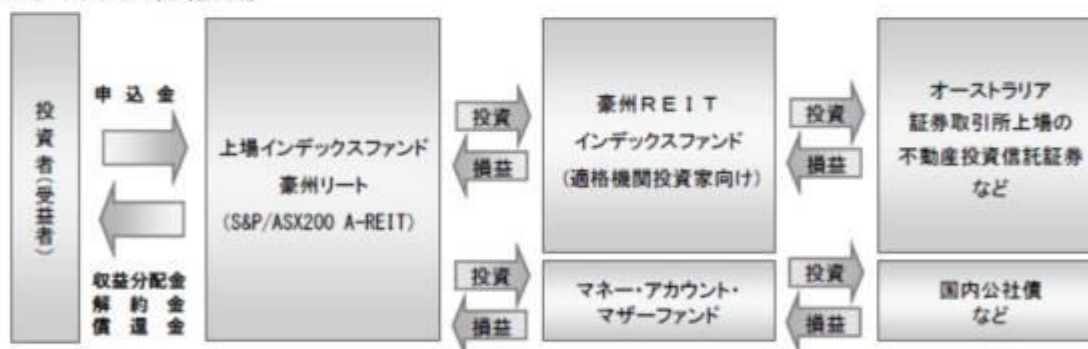 投資者(受益者)
申込金
収益分配金
解約金
償還金
上場インデックスファンド
豪州リート
(S&P/ASX200 A-REIT)
投資
損益
投資
損益
豪州REIT
インデックスファンド
(適格機関投資家向け)
マネー・アカウント・
マザーファンド
投資
損益
投資
損益
オーストラリア
証券取引所上場の
不動産投資信託証券
など
国内公社債
など